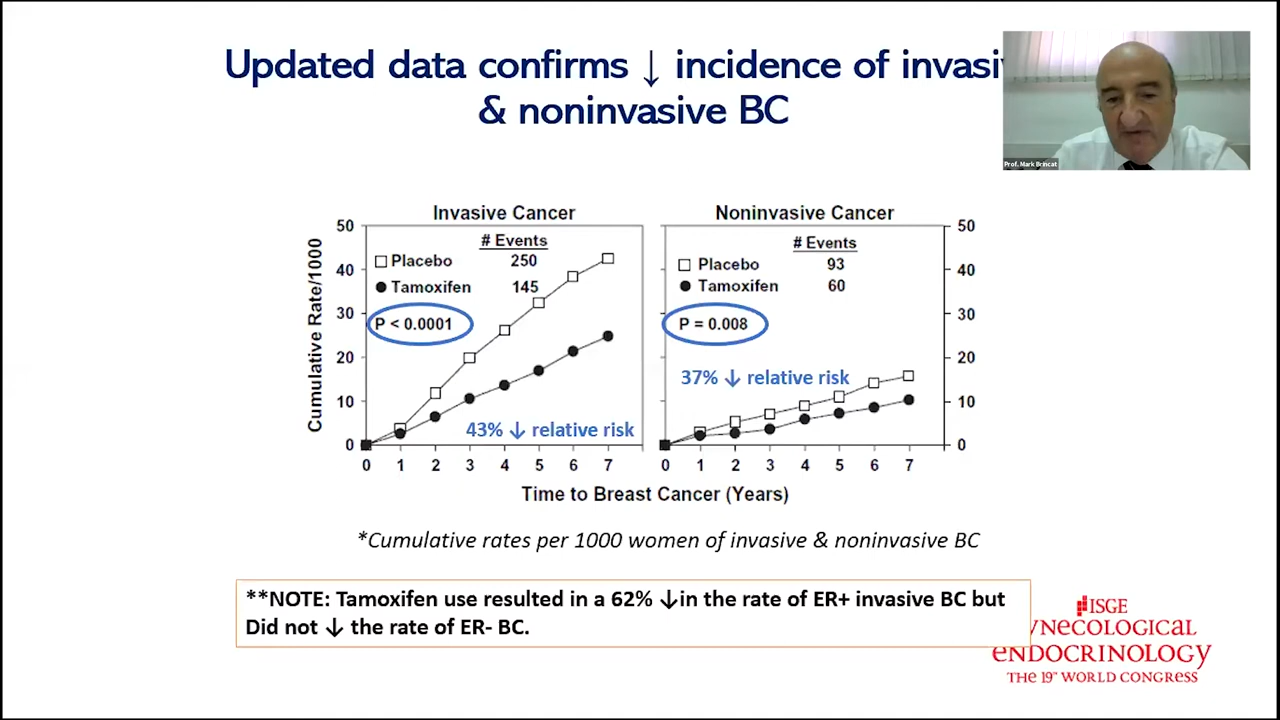 Updated data confirms ↓ incidence of invasi
& noninvasive BC
Prof. Mark Brincat
Invasive Cancer
Noninvasive Cancer
Cumulative Rate/1000
50
40
30
20
10
0
# Events
Placebo 250
Tamoxifen 145
P < 0.0001
43% ↓ relative risk
0 1 2 3 4 5 6 7
# Events
Placebo 93
Tamoxifen 60
P = 0.008
37% ↓ relative risk
50
40
30
20
10
0
0 1 2 3 4 5 6 7
Time to Breast Cancer (Years)
*Cumulative rates per 1000 women of invasive & noninvasive BC
**NOTE: Tamoxifen use resulted in a 62% ↓in the rate of ER+ invasive BC but
Did not ↓ the rate of ER- BC.
ISGE
YNECOLOGICAL
ENDOCRINOLOGY
THE 19TH WORLD CONGRESS